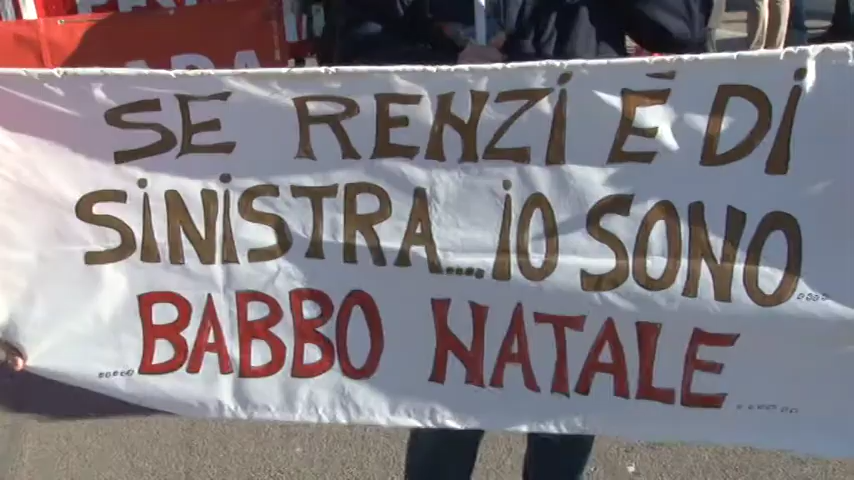 SE RENZI È DI
SINISTRA.... IO SONO....
.....BABBO NATALE.......